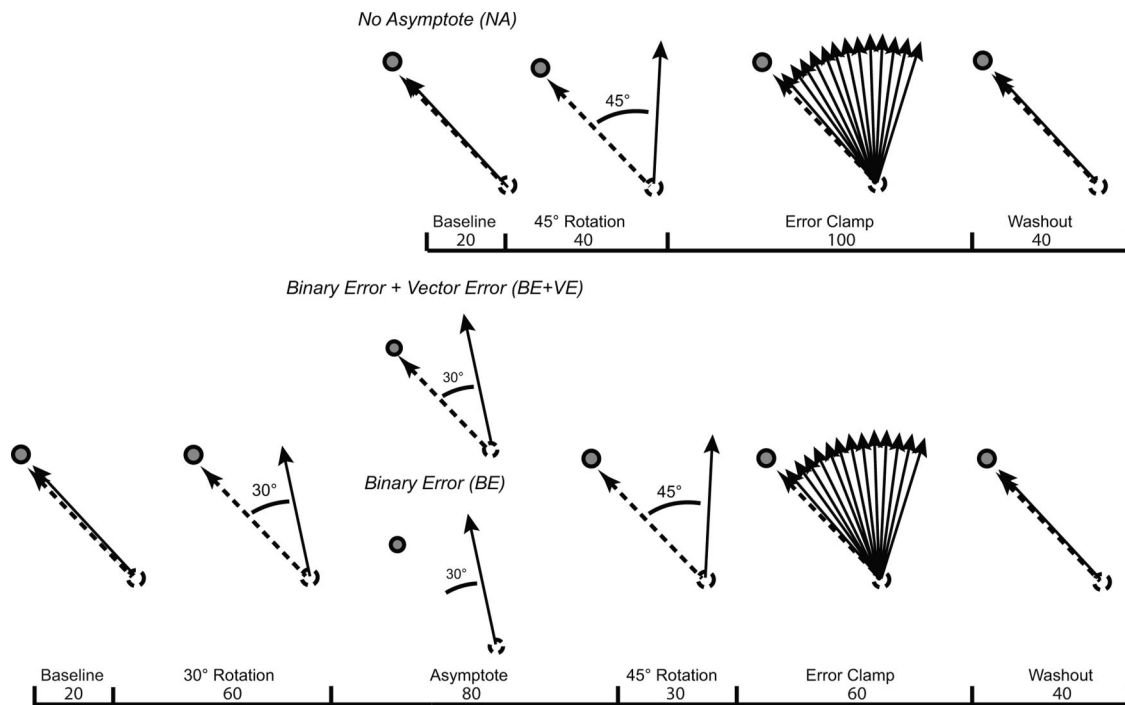 No Asymptote (NA)
45°
Baseline 45° Rotation Error Clamp Washout
20 40 100 40
Binary Error + Vector Error (BE+VE)
30°
Binary Error (BE)
30° 45°
30°
Baseline 30° Rotation Asymptote 45° Rotation Error Clamp Washout
20 60 80 30 60 40